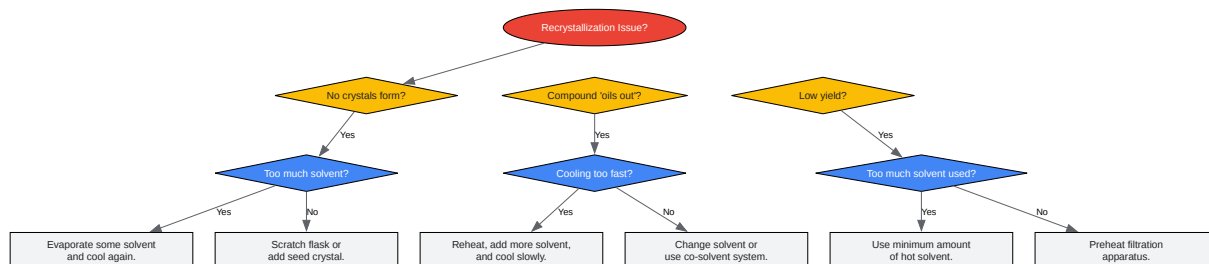 Recrystallization Issue?
No crystals form?
Compound 'oils out'?
Low yield?
Yes
Yes
Yes
Too much solvent?
Cooling too fast?
Too much solvent used?
Yes
No
Yes
No
Yes
No
Evaporate some solvent
and cool again.
Scratch flask or
add seed crystal.
Reheat, add more solvent,
and cool slowly.
Change solvent or
use co-solvent system.
Use minimum amount
of hot solvent.
Preheat filtration
apparatus.